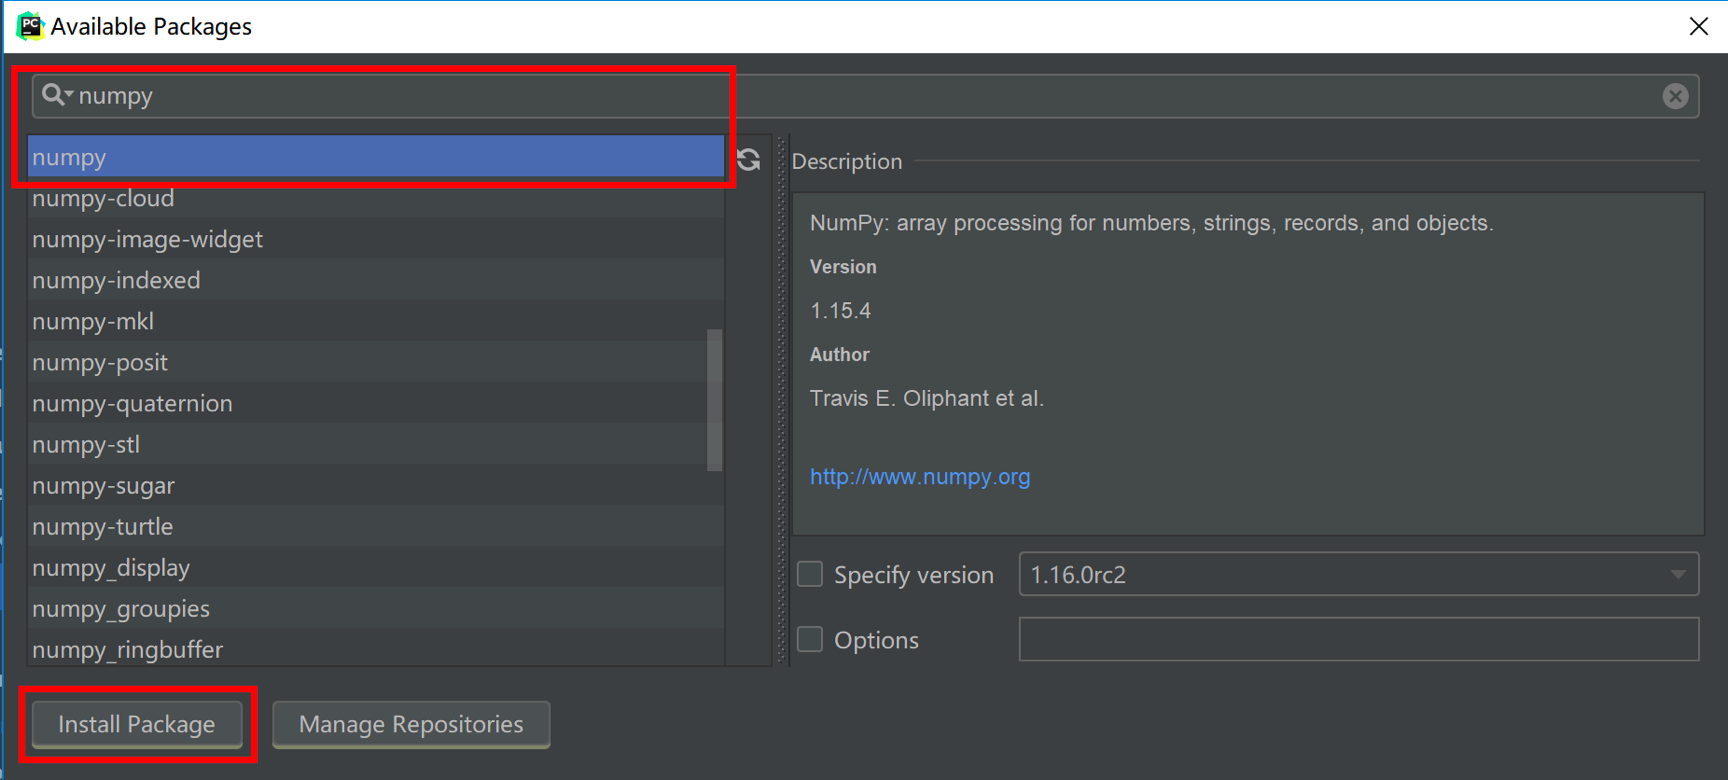 PC
Available Packages
numpy
numpy
numpy-cloud
numpy-image-widget
numpy-indexed
numpy-mkl
numpy-posit
numpy-quaternion
numpy-stl
numpy-sugar
numpy-turtle
numpy_display
numpy_groupies
numpy_ringbuffer
Description
NumPy: array processing for numbers, strings, records, and objects.
Version
1.15.4
Author
Travis E. Oliphant et al.
http://www.numpy.org
Specify version
1.16.0rc2
Options
Install Package
Manage Repositories